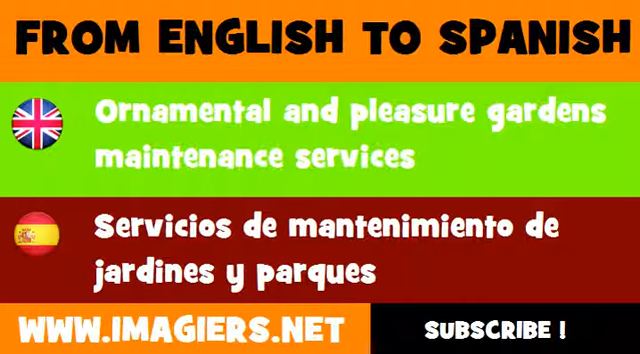 FROM ENGLISH TO SPANISH
Ornamental and pleasure gardens
maintenance services
Servicios de mantenimiento de
jardines y parques
WWW.IMAGIERS.NET
SUBSCRIBE !